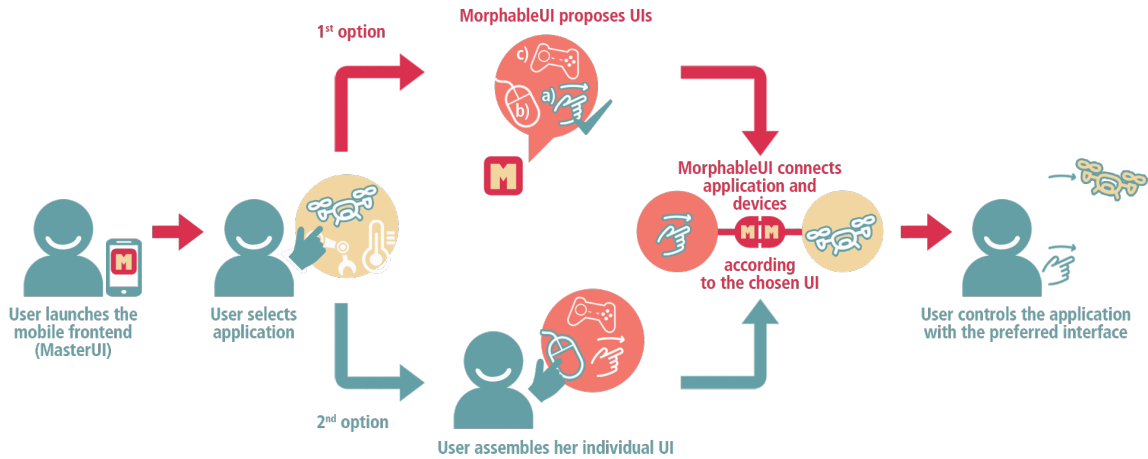 MorphableUI proposes UIs
1st option
c)
a)
b)
M
MorphableUI connects
application and
devices
M M
according
to the chosen UI
M
User launches the
mobile frontend
(MasterUI)
User selects
application
User controls the application
with the preferred interface
2nd option
User assembles her individual UI